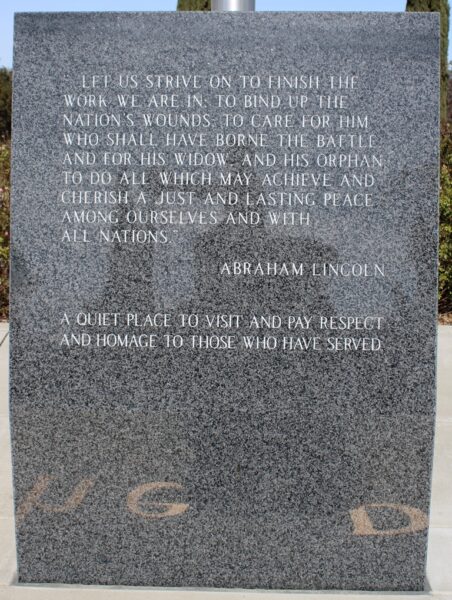 LET US STRIVE ON TO FINISH THE
WORK WE ARE IN; TO BIND UP THE
NATION'S WOUNDS, TO CARE FOR HIM
WHO SHALL HAVE BORNE THE BATTLE
AND FOR HIS WIDOW, AND HIS ORPHAN
TO DO ALL WHICH MAY ACHIEVE AND
CHERISH A JUST AND LASTING PEACE
AMONG OURSELVES AND WITH
ALL NATIONS."
ABRAHAM LINCOLN
A QUIET PLACE TO VISIT AND PAY RESPECT
AND HOMAGE TO THOSE WHO HAVE SERVED.